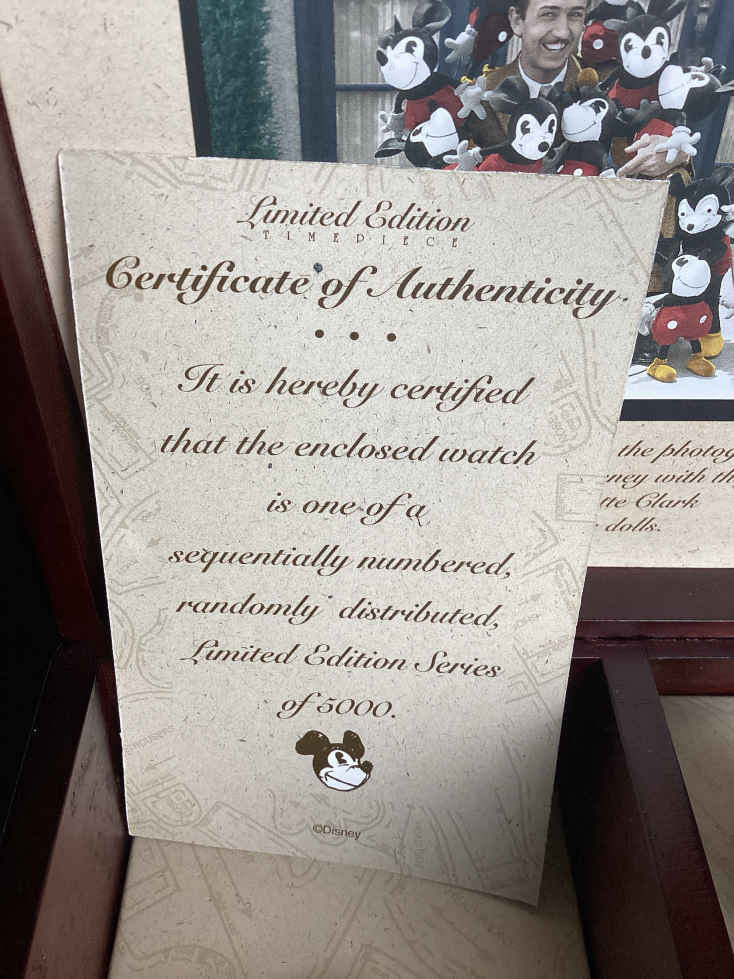 Limited Edition
TIMEPIECE
Certificate of Authenticity
It is hereby certified
that the enclosed watch
is one of a
sequentially numbered,
randomly distributed,
Limited Edition Series
of 5000.
©Disney
the photog
ney with th
tte Clark
dolls.